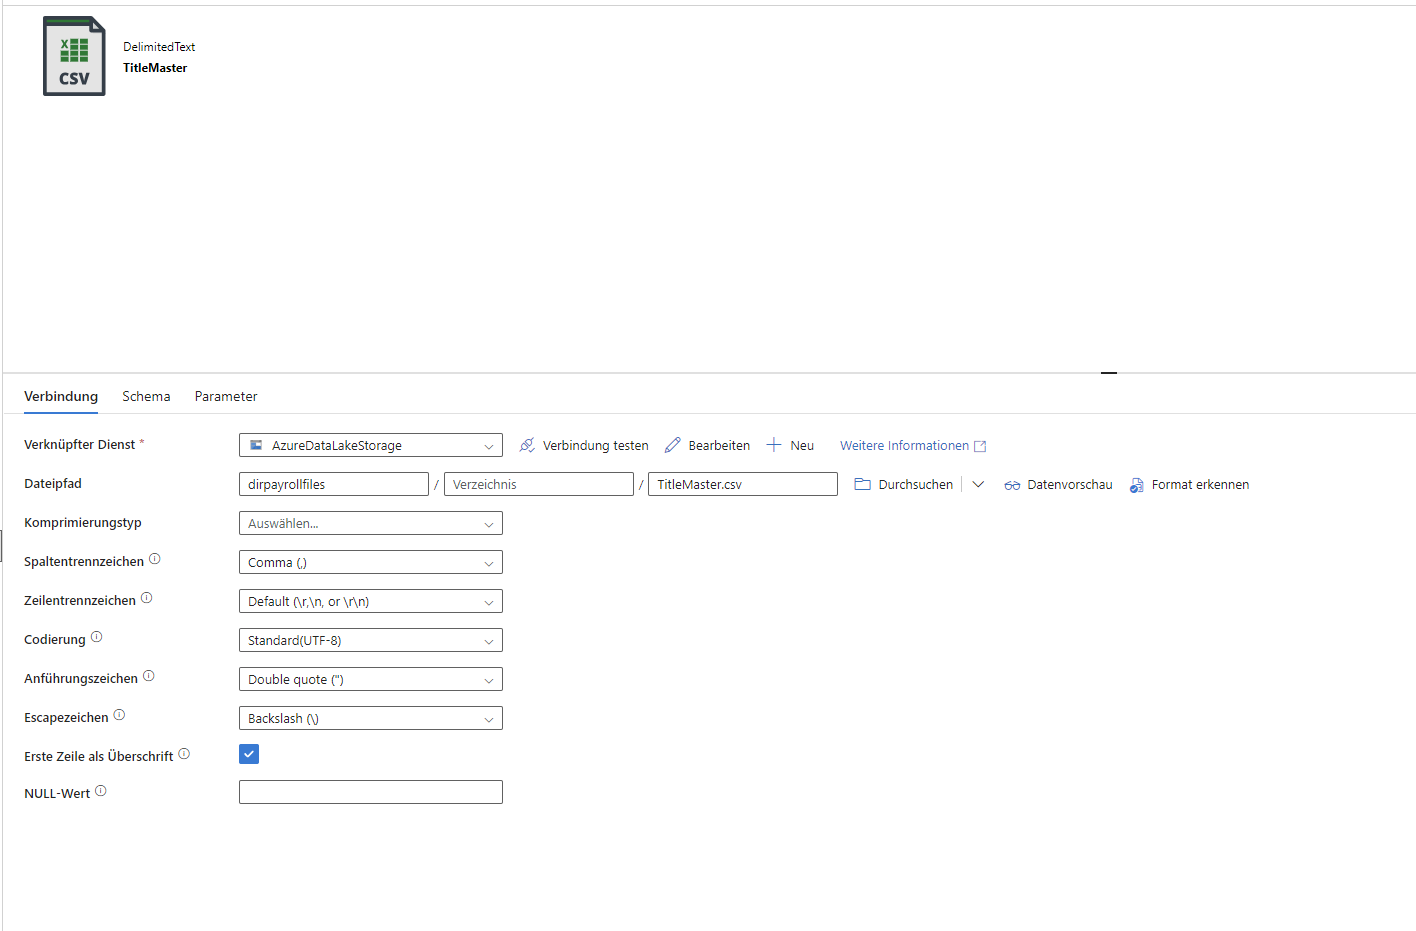 X
CSV
DelimitedText
TitleMaster
Verbindung Schema Parameter
Verknüpfter Dienst * AzureDataLakeStorage Verbindung testen Bearbeiten Neu Weitere Informationen
Dateipfad dirpayrollfiles / Verzeichnis / TitleMaster.csv Durchsuchen Datenvorschau Format erkennen
Komprimierungstyp Auswählen...
Spaltentrennzeichen Comma (,)
Zeilentrennzeichen Default (\r,\n, or \r\n)
Codierung Standard(UTF-8)
Anführungszeichen Double quote (")
Escapezeichen Backslash (\)
Erste Zeile als Überschrift
NULL-Wert